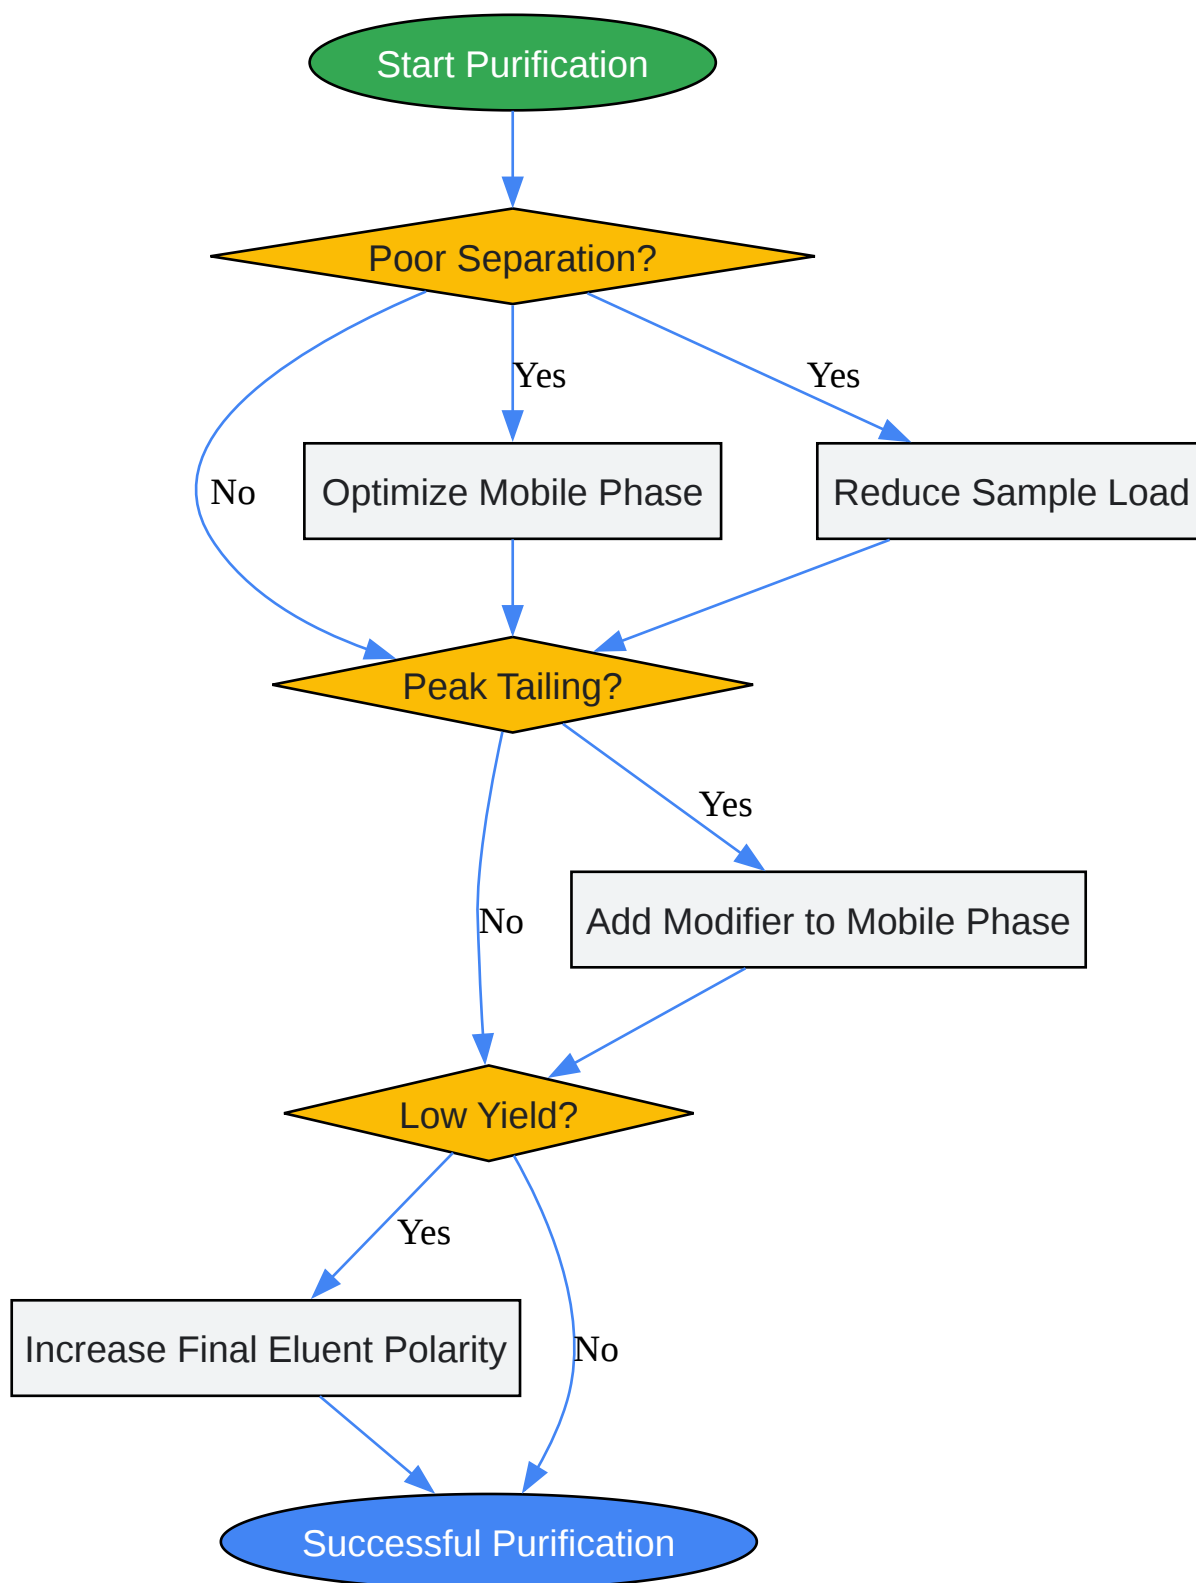 Start Purification
Poor Separation?
Yes
Yes
No
Optimize Mobile Phase
Reduce Sample Load
Peak Tailing?
Yes
No
Add Modifier to Mobile Phase
Low Yield?
Yes
Increase Final Eluent Polarity
No
Successful Purification